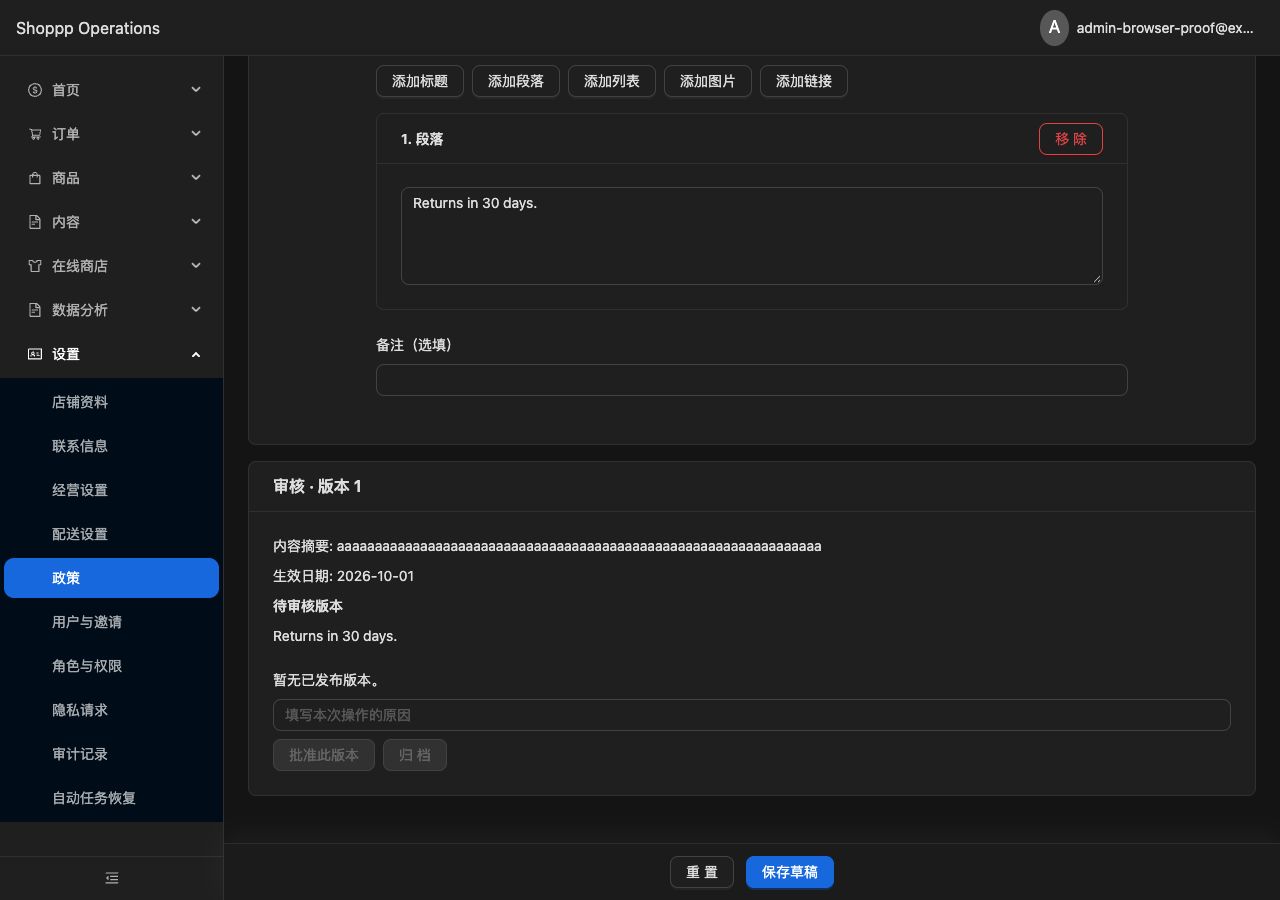 Shoppp Operations
A
admin-browser-proof@ex...
首页
订单
商品
内容
在线商店
数据分析
设置
店铺资料
联系信息
经营设置
配送设置
政策
用户与邀请
角色与权限
隐私请求
审计记录
自动任务恢复
添加标题
添加段落
添加列表
添加图片
添加链接
1. 段落
移 除
Returns in 30 days.
备注（选填）
审核 · 版本 1
内容摘要: aaaaaaaaaaaaaaaaaaaaaaaaaaaaaaaaaaaaaaaaaaaaaaaaaaaaaaaaaaaaaaaa
生效日期: 2026-10-01
待审核版本
Returns in 30 days.
暂无已发布版本。
填写本次操作的原因
批准此版本
归 档
重 置
保存草稿